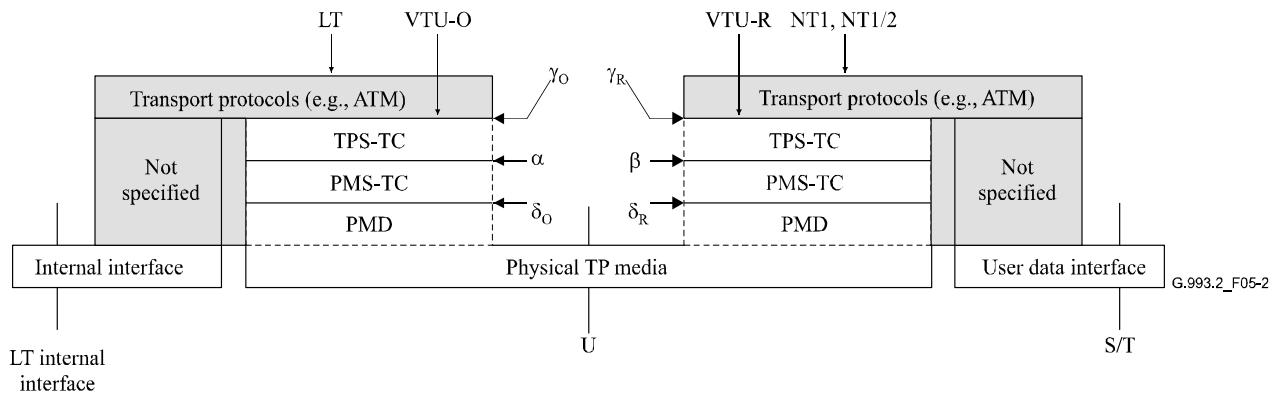 LT VTU-O VTU-R NT1, NT1/2
γO γR
Transport protocols (e.g., ATM) Transport protocols (e.g., ATM)
Not
specified
TPS-TC α β TPS-TC
PMS-TC PMS-TC
Not
specified
δO δR
PMD PMD
Internal interface Physical TP media User data interface
G.993.2_F05-2
LT internal
interface
U S/T